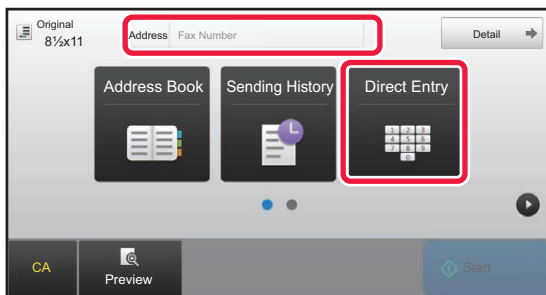 Original
8½x11
Address Fax Number
Detail
Address Book
Sending History
Direct Entry
1 2 3
4 5 6
7 8 9
0
CA
Preview
Start